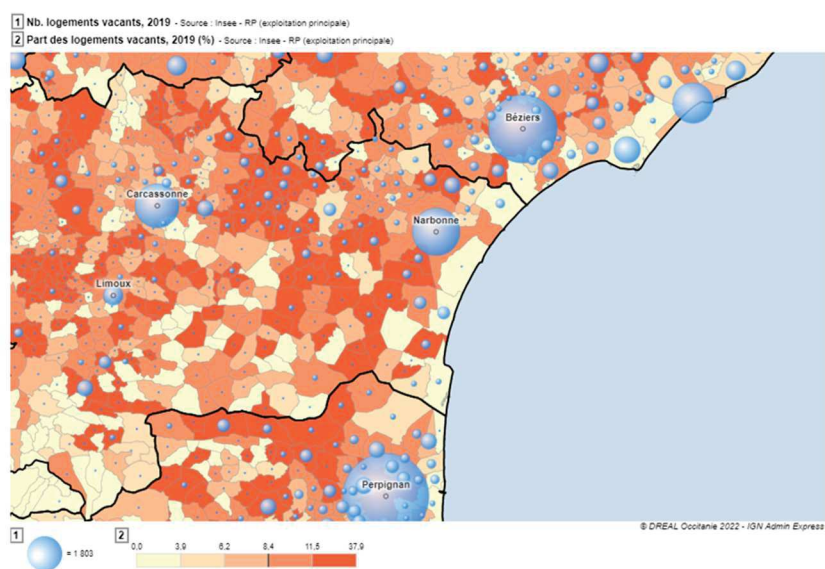 1 Nb. logements vacants, 2019 - Source : Insee - RP (exploitation principale)
2 Part des logements vacants, 2019 (%) - Source : Insee - RP (exploitation principale)
Béziers
Carcassonne
Narbonne
Limoux
Perpignan
© DREAL Occitanie 2022 - IGN Admin Express
1 = 1 803 2 0,0 3,9 6,2 8,4 11,5 37,9